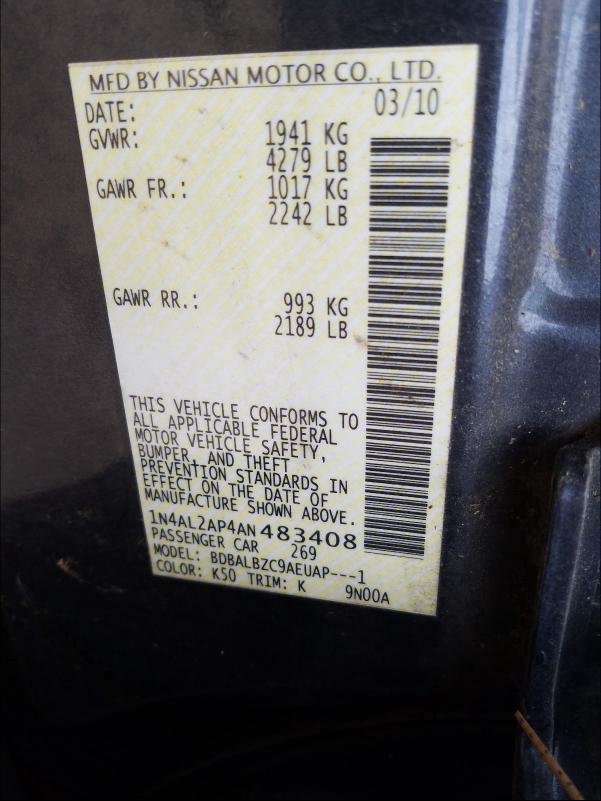 MFD BY NISSAN MOTOR CO., LTD.
DATE: 03/10
GVWR: 1941 KG
4279 LB
GAWR FR.: 1017 KG
2242 LB
GAWR RR.: 993 KG
2189 LB
THIS VEHICLE CONFORMS TO
ALL APPLICABLE FEDERAL
MOTOR VEHICLE SAFETY,
BUMPER, AND THEFT
PREVENTION STANDARDS IN
EFFECT ON THE DATE OF
MANUFACTURE SHOWN ABOVE.
1N4AL2AP4AN483408
PASSENGER CAR 269
MODEL: BDBALBZC9AEUAP---1
COLOR: K50 TRIM: K 9N00A